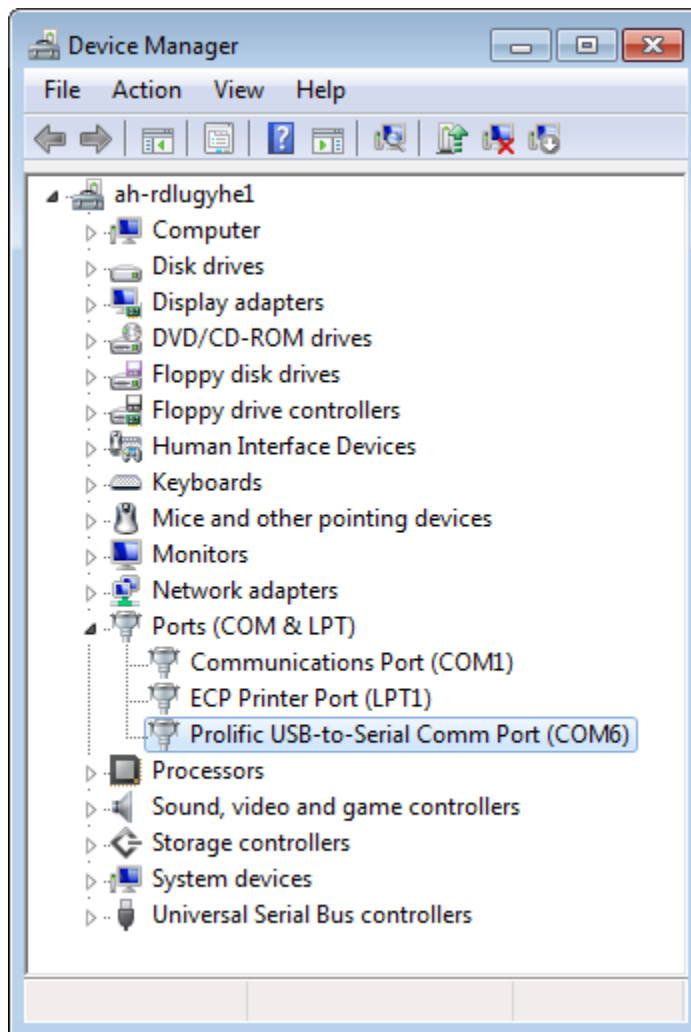 Device Manager
File Action View Help
ah-rdlugyhe1
Computer
Disk drives
Display adapters
DVD/CD-ROM drives
Floppy disk drives
Floppy drive controllers
Human Interface Devices
Keyboards
Mice and other pointing devices
Monitors
Network adapters
Ports (COM & LPT)
Communications Port (COM1)
ECP Printer Port (LPT1)
Prolific USB-to-Serial Comm Port (COM6)
Processors
Sound, video and game controllers
Storage controllers
System devices
Universal Serial Bus controllers